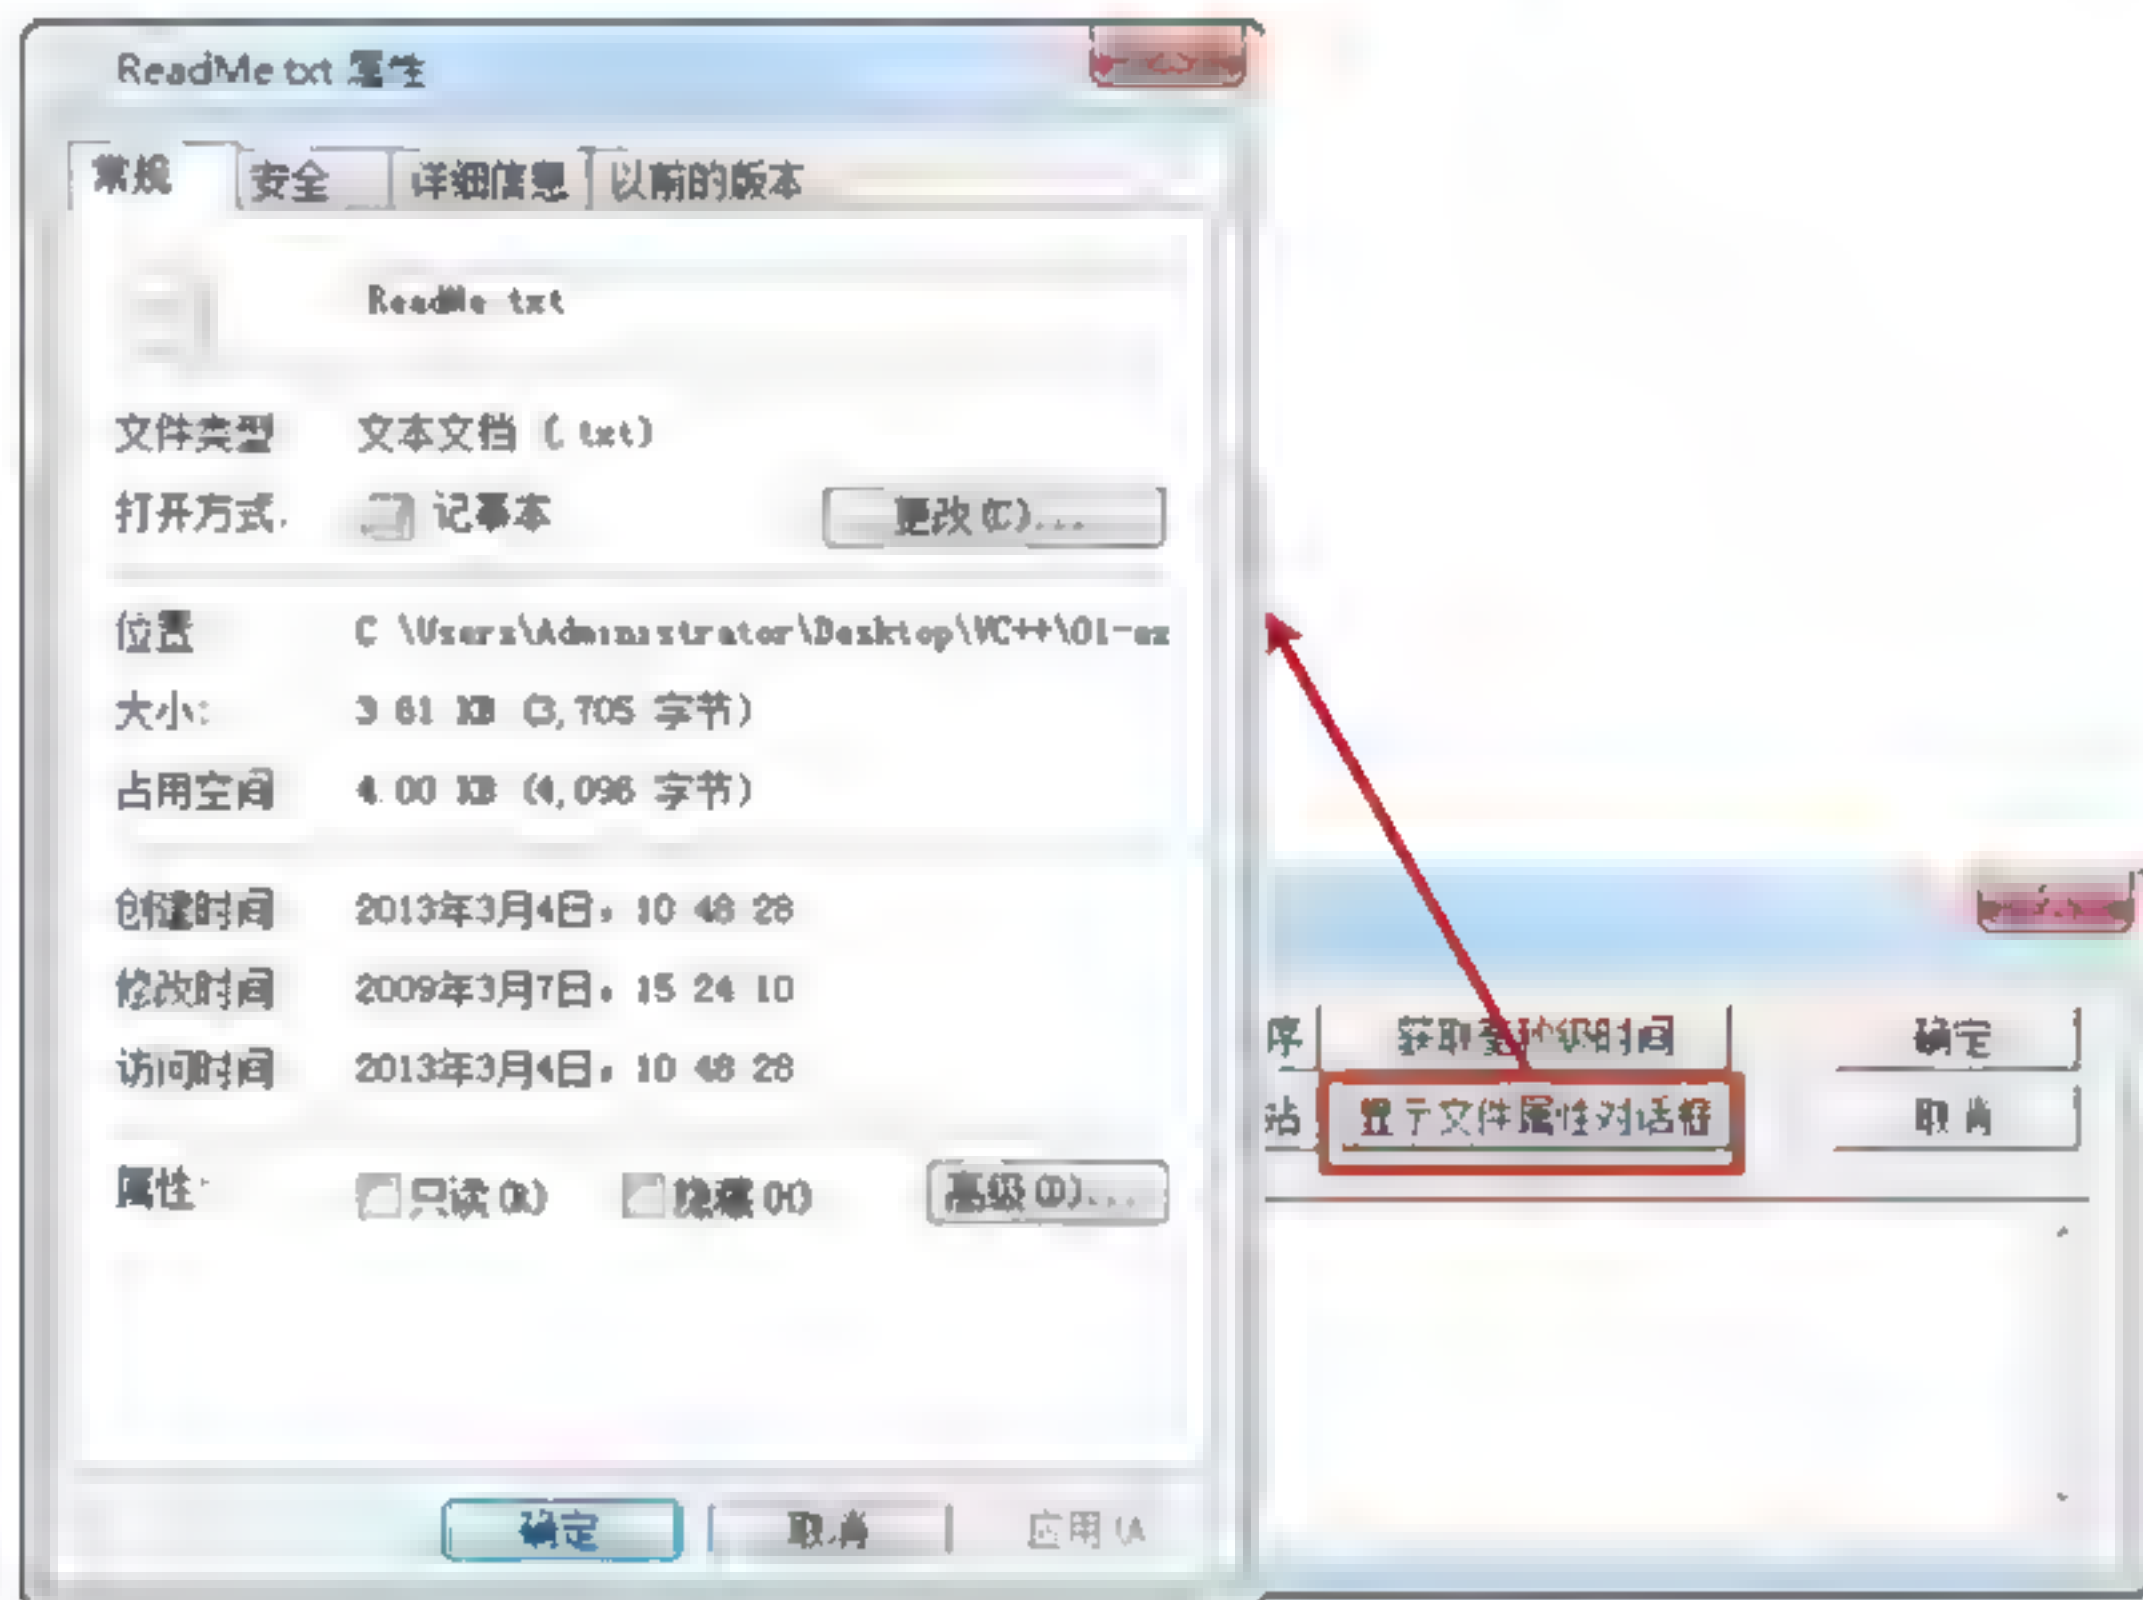 ReadMe txt 属性
常规 安全 详细信息 以前的版本
ReadMe txt
文件类型 文本文档 (.txt)
打开方式. 记事本 更改(C)...
位置 C \Users\Administrator\Desktop\VC++\01-ex
大小: 3 61 KB (3,705 字节)
占用空间 4.00 KB (4,096 字节)
创建时间 2013年3月4日, 10 48 28
修改时间 2009年3月7日, 15 24 10
访问时间 2013年3月4日, 10 48 28
属性: 只读(R) 隐藏(H) 高级(D)...
确定 取消 应用(A
序 获取 时间 确定
站 显示文件属性对话框 取消